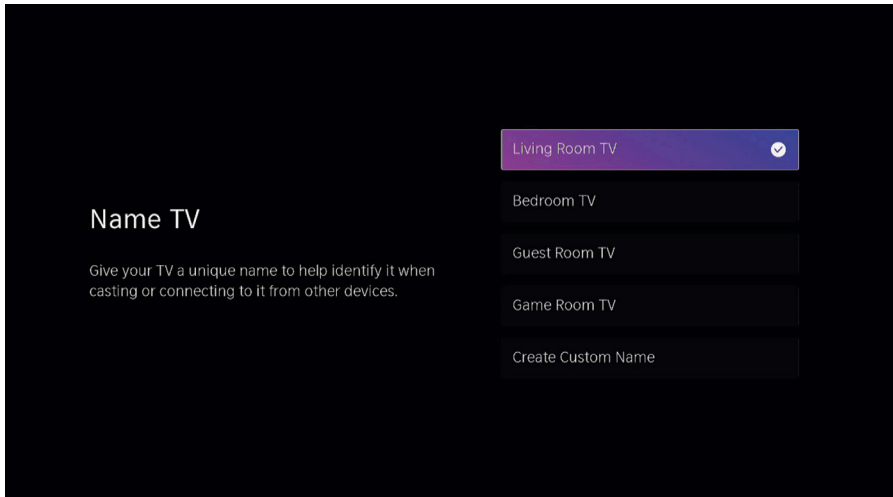 Name TV
Give your TV a unique name to help identify it when
casting or connecting to it from other devices.
Living Room TV
Bedroom TV
Guest Room TV
Game Room TV
Create Custom Name